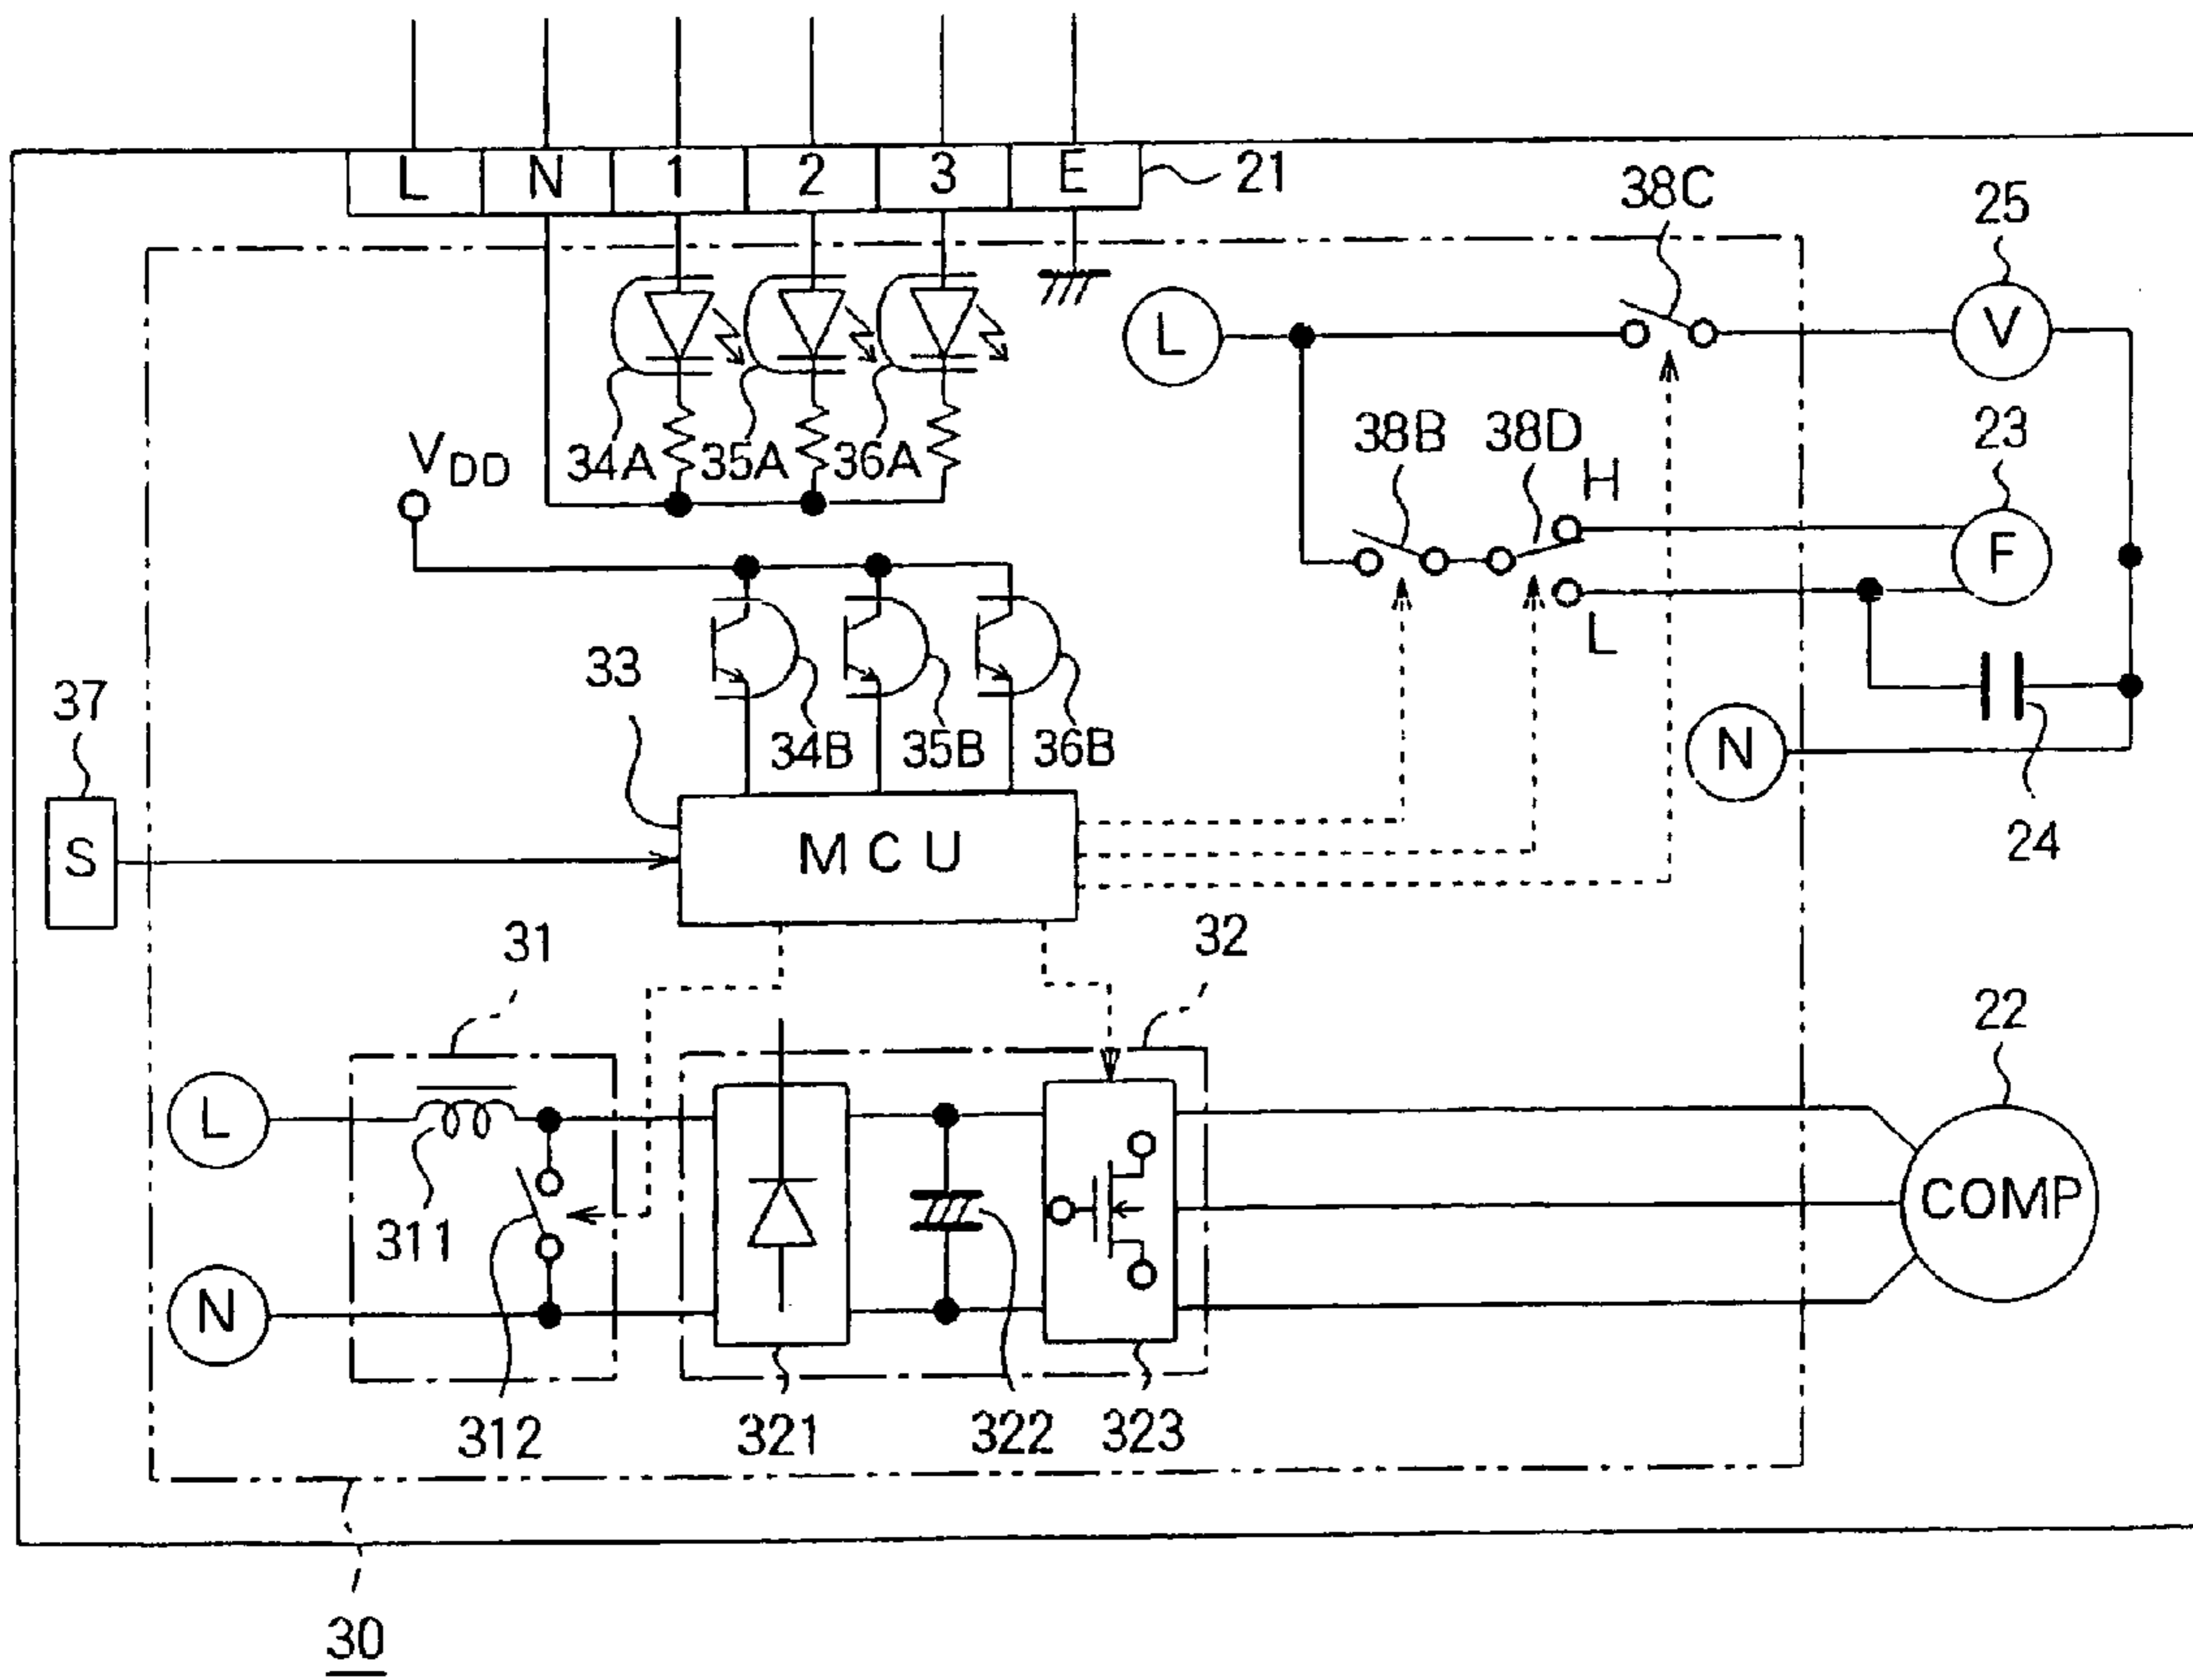 L N 1 2 3 E 21
38C 25
L V
34A 35A 36A 38B 38D H 23
VDD
F
L
33
37 34B 35B 36B N
S MCU 24
31 32
22
L
311 COMP
N
312 321 322 323
30